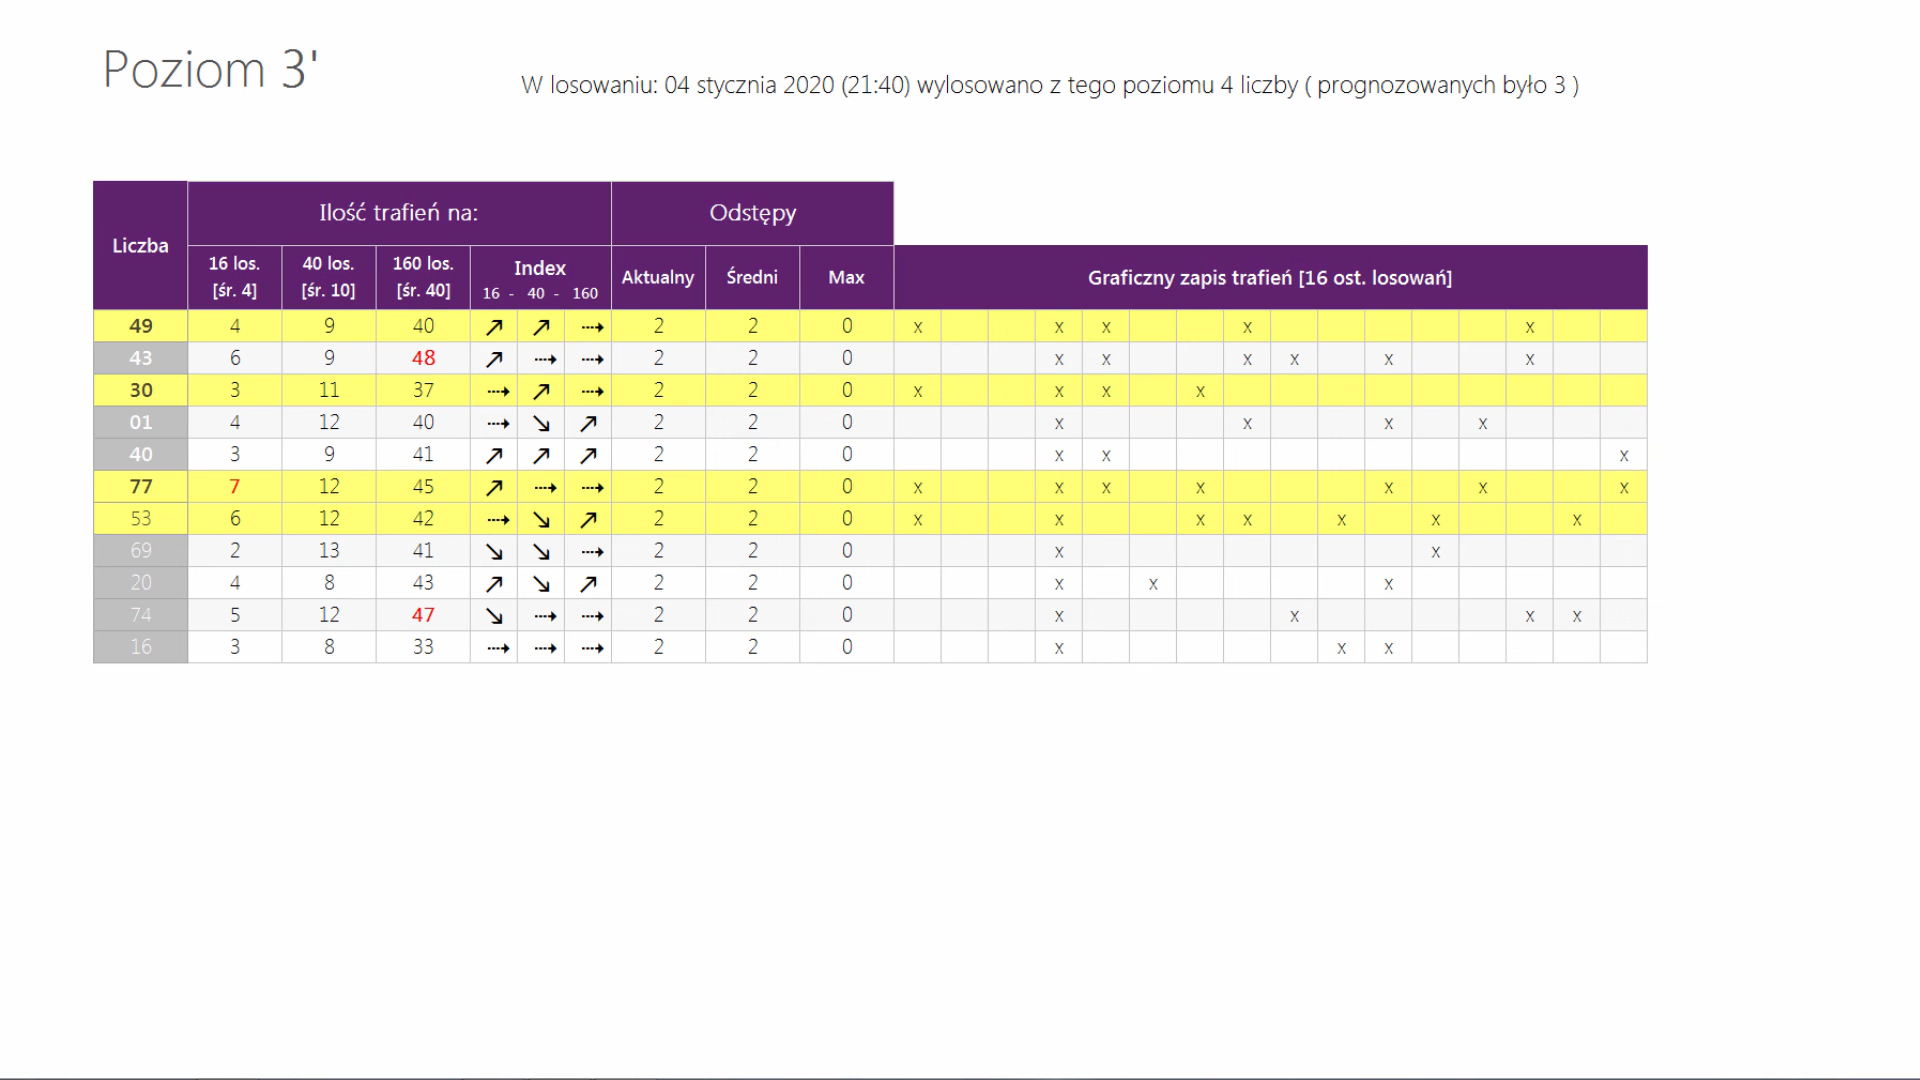 Poziom 3'
W losowaniu: 04 stycznia 2020 (21:40) wylosowano z tego poziomu 4 liczby ( prognozowanych było 3 )
Liczba Ilość trafień na: Odstępy
16 los. [śr. 4] 40 los. [śr. 10] 160 los. [śr. 40] Index 16 - 40 - 160 Aktualny Średni Max Graficzny zapis trafień [16 ost. losowań]
49 4 9 40 ↗ ↗ ⇢ 2 2 0 x x x x x
43 6 9 48 ↗ ⇢ ⇢ 2 2 0 x x x x x x
30 3 11 37 ⇢ ↗ ⇢ 2 2 0 x x x x
01 4 12 40 ⇢ ↘ ↗ 2 2 0 x x x x
40 3 9 41 ↗ ↗ ↗ 2 2 0 x x x
77 7 12 45 ↗ ⇢ ⇢ 2 2 0 x x x x x x x
53 6 12 42 ⇢ ↘ ↗ 2 2 0 x x x x x x x
69 2 13 41 ↘ ↘ ⇢ 2 2 0 x x
20 4 8 43 ↗ ↘ ↗ 2 2 0 x x x
74 5 12 47 ↘ ⇢ ⇢ 2 2 0 x x x x
16 3 8 33 ⇢ ⇢ ⇢ 2 2 0 x x x